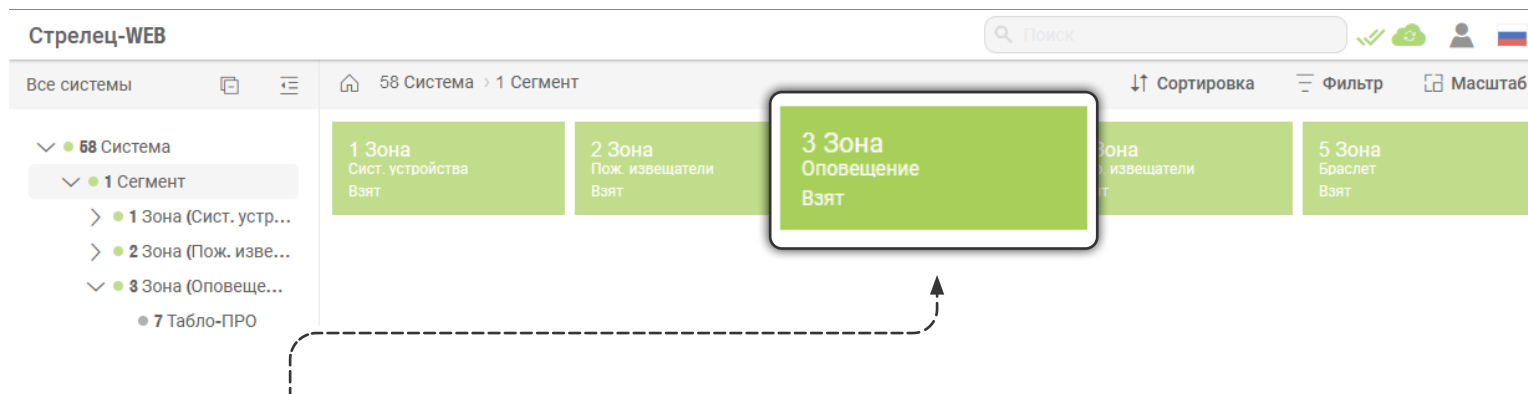 Стрелец-WEB
Поиск
Все системы
58 Система › 1 Сегмент
Сортировка
Фильтр
Масштаб
58 Система
1 Сегмент
1 Зона (Сист. устр...
2 Зона (Пож. изве...
3 Зона (Оповеще...
7 Табло-ПРО
1 Зона
Сист. устройства
Взят
2 Зона
Пож. извещатели
Взят
3 Зона
Оповещение
Взят
Зона
извещатели
5 Зона
Браслет
Взят